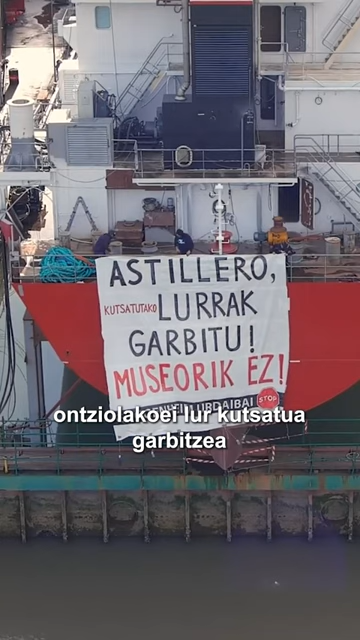 ASTILLERO,
KUTSATUTAKO LURRAK
GARBITU!
MUSEORIK EZ!
URDAIBAI STOP
ontziolakoei lur kutsatua
garbitzea